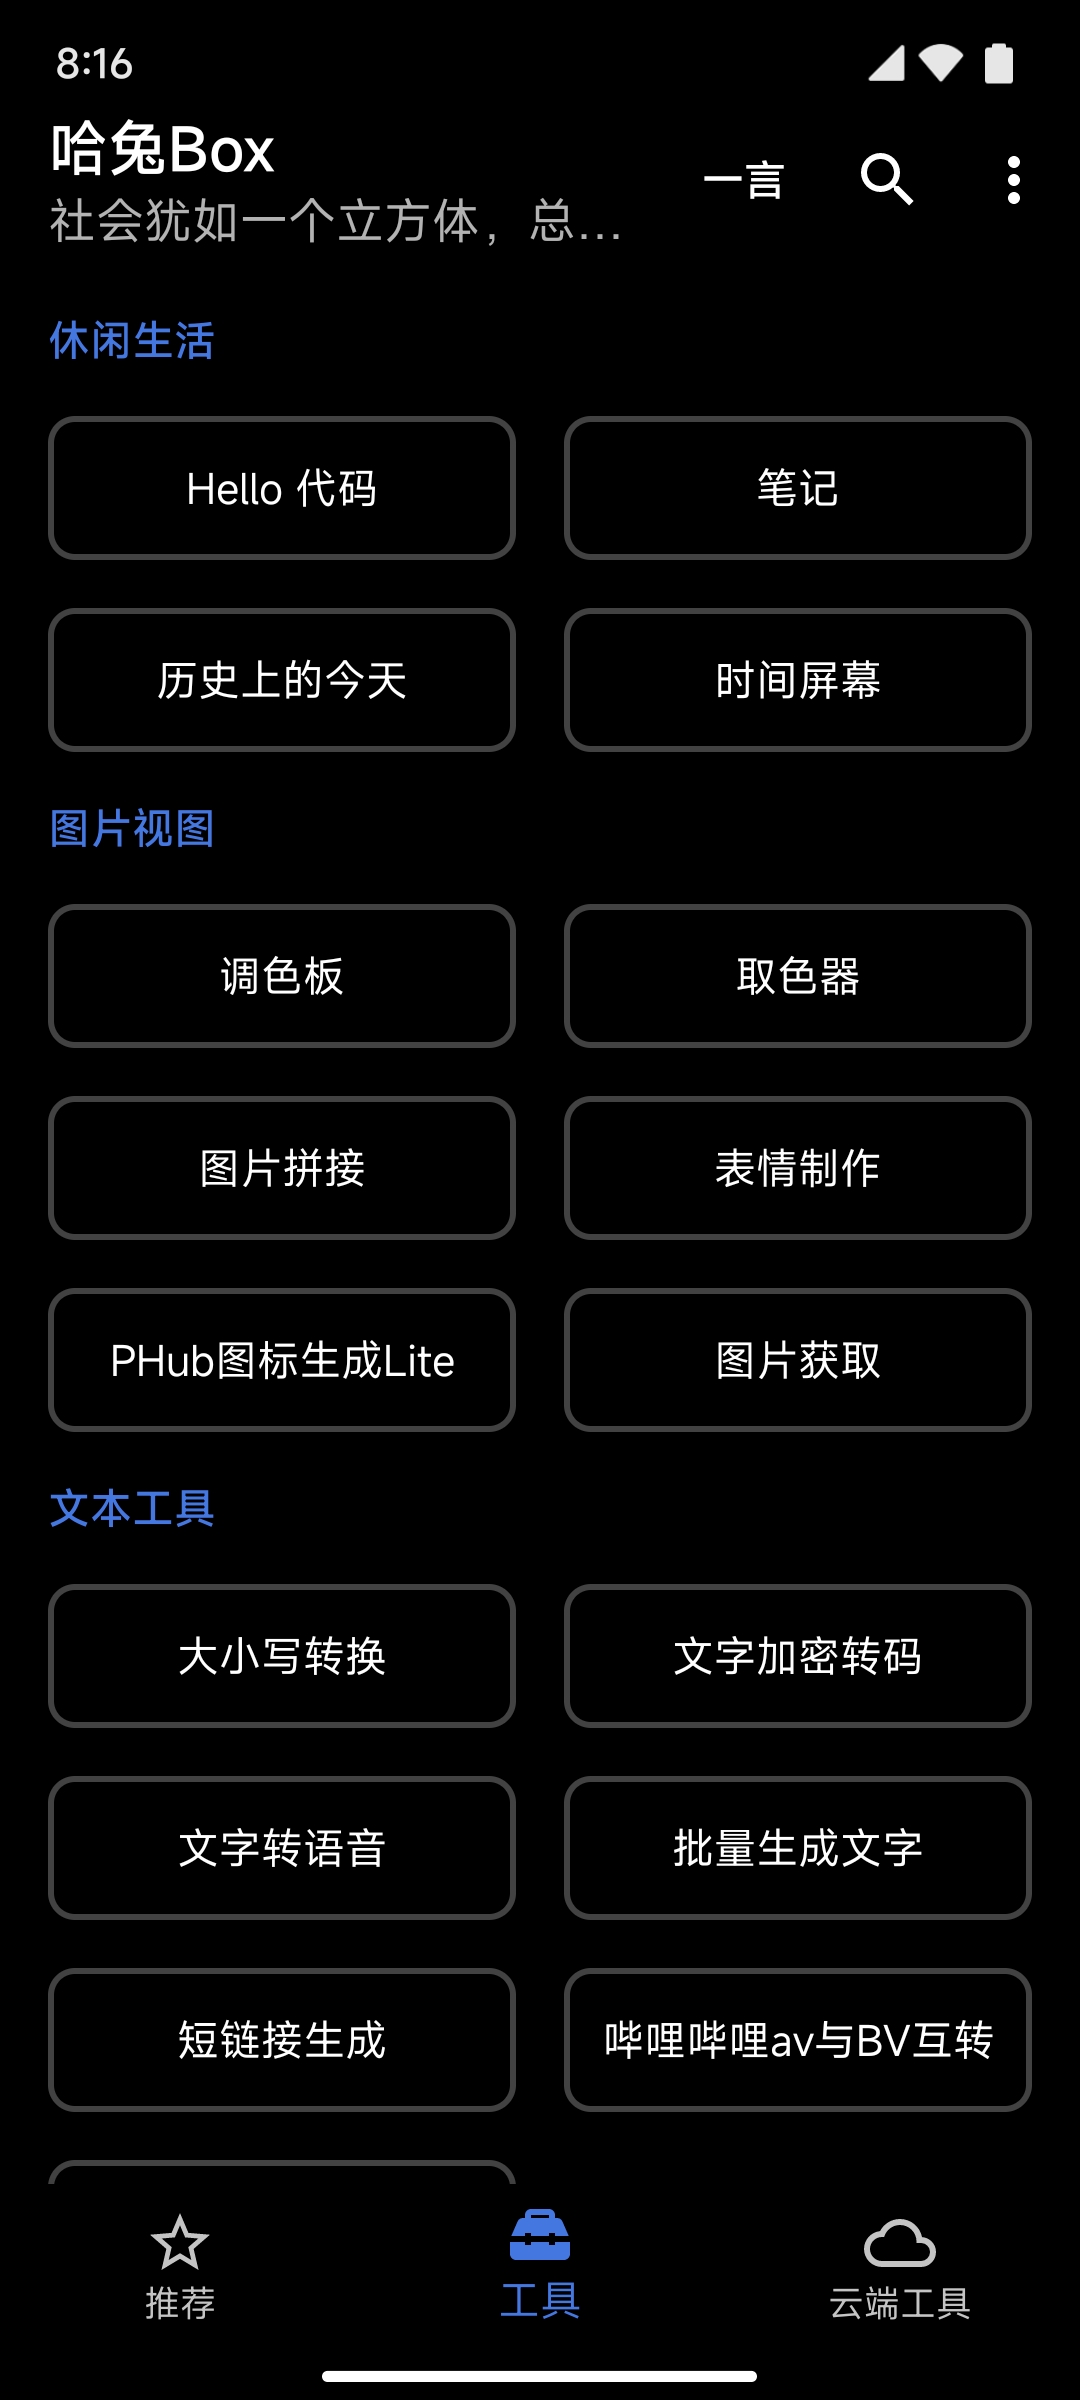 8:16
哈兔Box
社会犹如一个立方体，总...
一言
休闲生活
Hello 代码
笔记
历史上的今天
时间屏幕
图片视图
调色板
取色器
图片拼接
表情制作
PHub图标生成Lite
图片获取
文本工具
大小写转换
文字加密转码
文字转语音
批量生成文字
短链接生成
哔哩哔哩av与BV互转
推荐
工具
云端工具